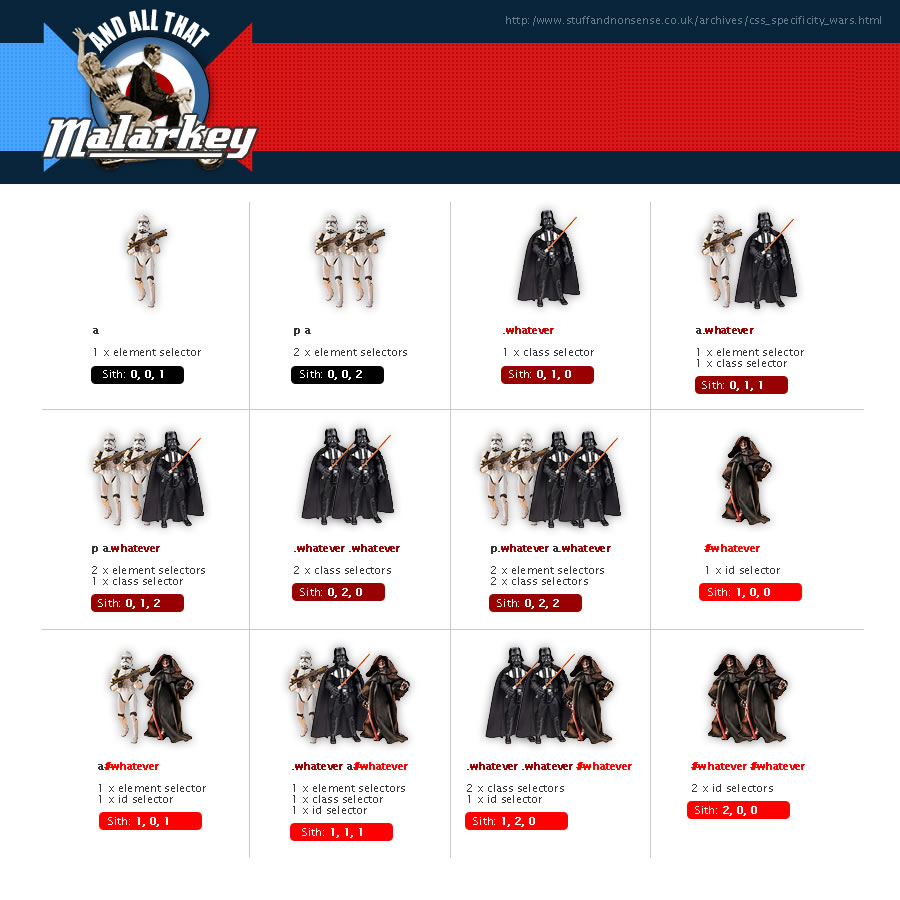 http://www.stuffandnonsense.co.uk/archives/css_specificity_wars.html
AND ALL THAT
Malarkey
a
1 x element selector
Sith: 0, 0, 1
p a
2 x element selectors
Sith: 0, 0, 2
.whatever
1 x class selector
Sith: 0, 1, 0
a.whatever
1 x element selector
1 x class selector
Sith: 0, 1, 1
p a.whatever
2 x element selectors
1 x class selector
Sith: 0, 1, 2
.whatever .whatever
2 x class selectors
Sith: 0, 2, 0
p.whatever a.whatever
2 x element selectors
2 x class selectors
Sith: 0, 2, 2
#whatever
1 x id selector
Sith: 1, 0, 0
a#whatever
1 x element selector
1 x id selector
Sith: 1, 0, 1
.whatever a#whatever
1 x element selectors
1 x class selector
1 x id selector
Sith: 1, 1, 1
.whatever .whatever #whatever
2 x class selectors
1 x id selector
Sith: 1, 2, 0
#whatever #whatever
2 x id selectors
Sith: 2, 0, 0